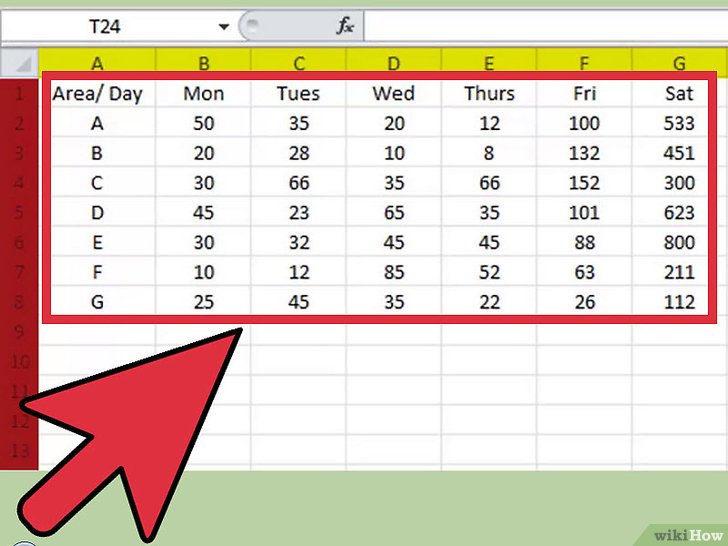 T24 fx
A B C D E F G
1 Area/ Day Mon Tues Wed Thurs Fri Sat
2 A 50 35 20 12 100 533
3 B 20 28 10 8 132 451
4 C 30 66 35 66 152 300
5 D 45 23 65 35 101 623
6 E 30 32 45 45 88 800
7 F 10 12 85 52 63 211
8 G 25 45 35 22 26 112
9
10
11
12
13
wikiHow